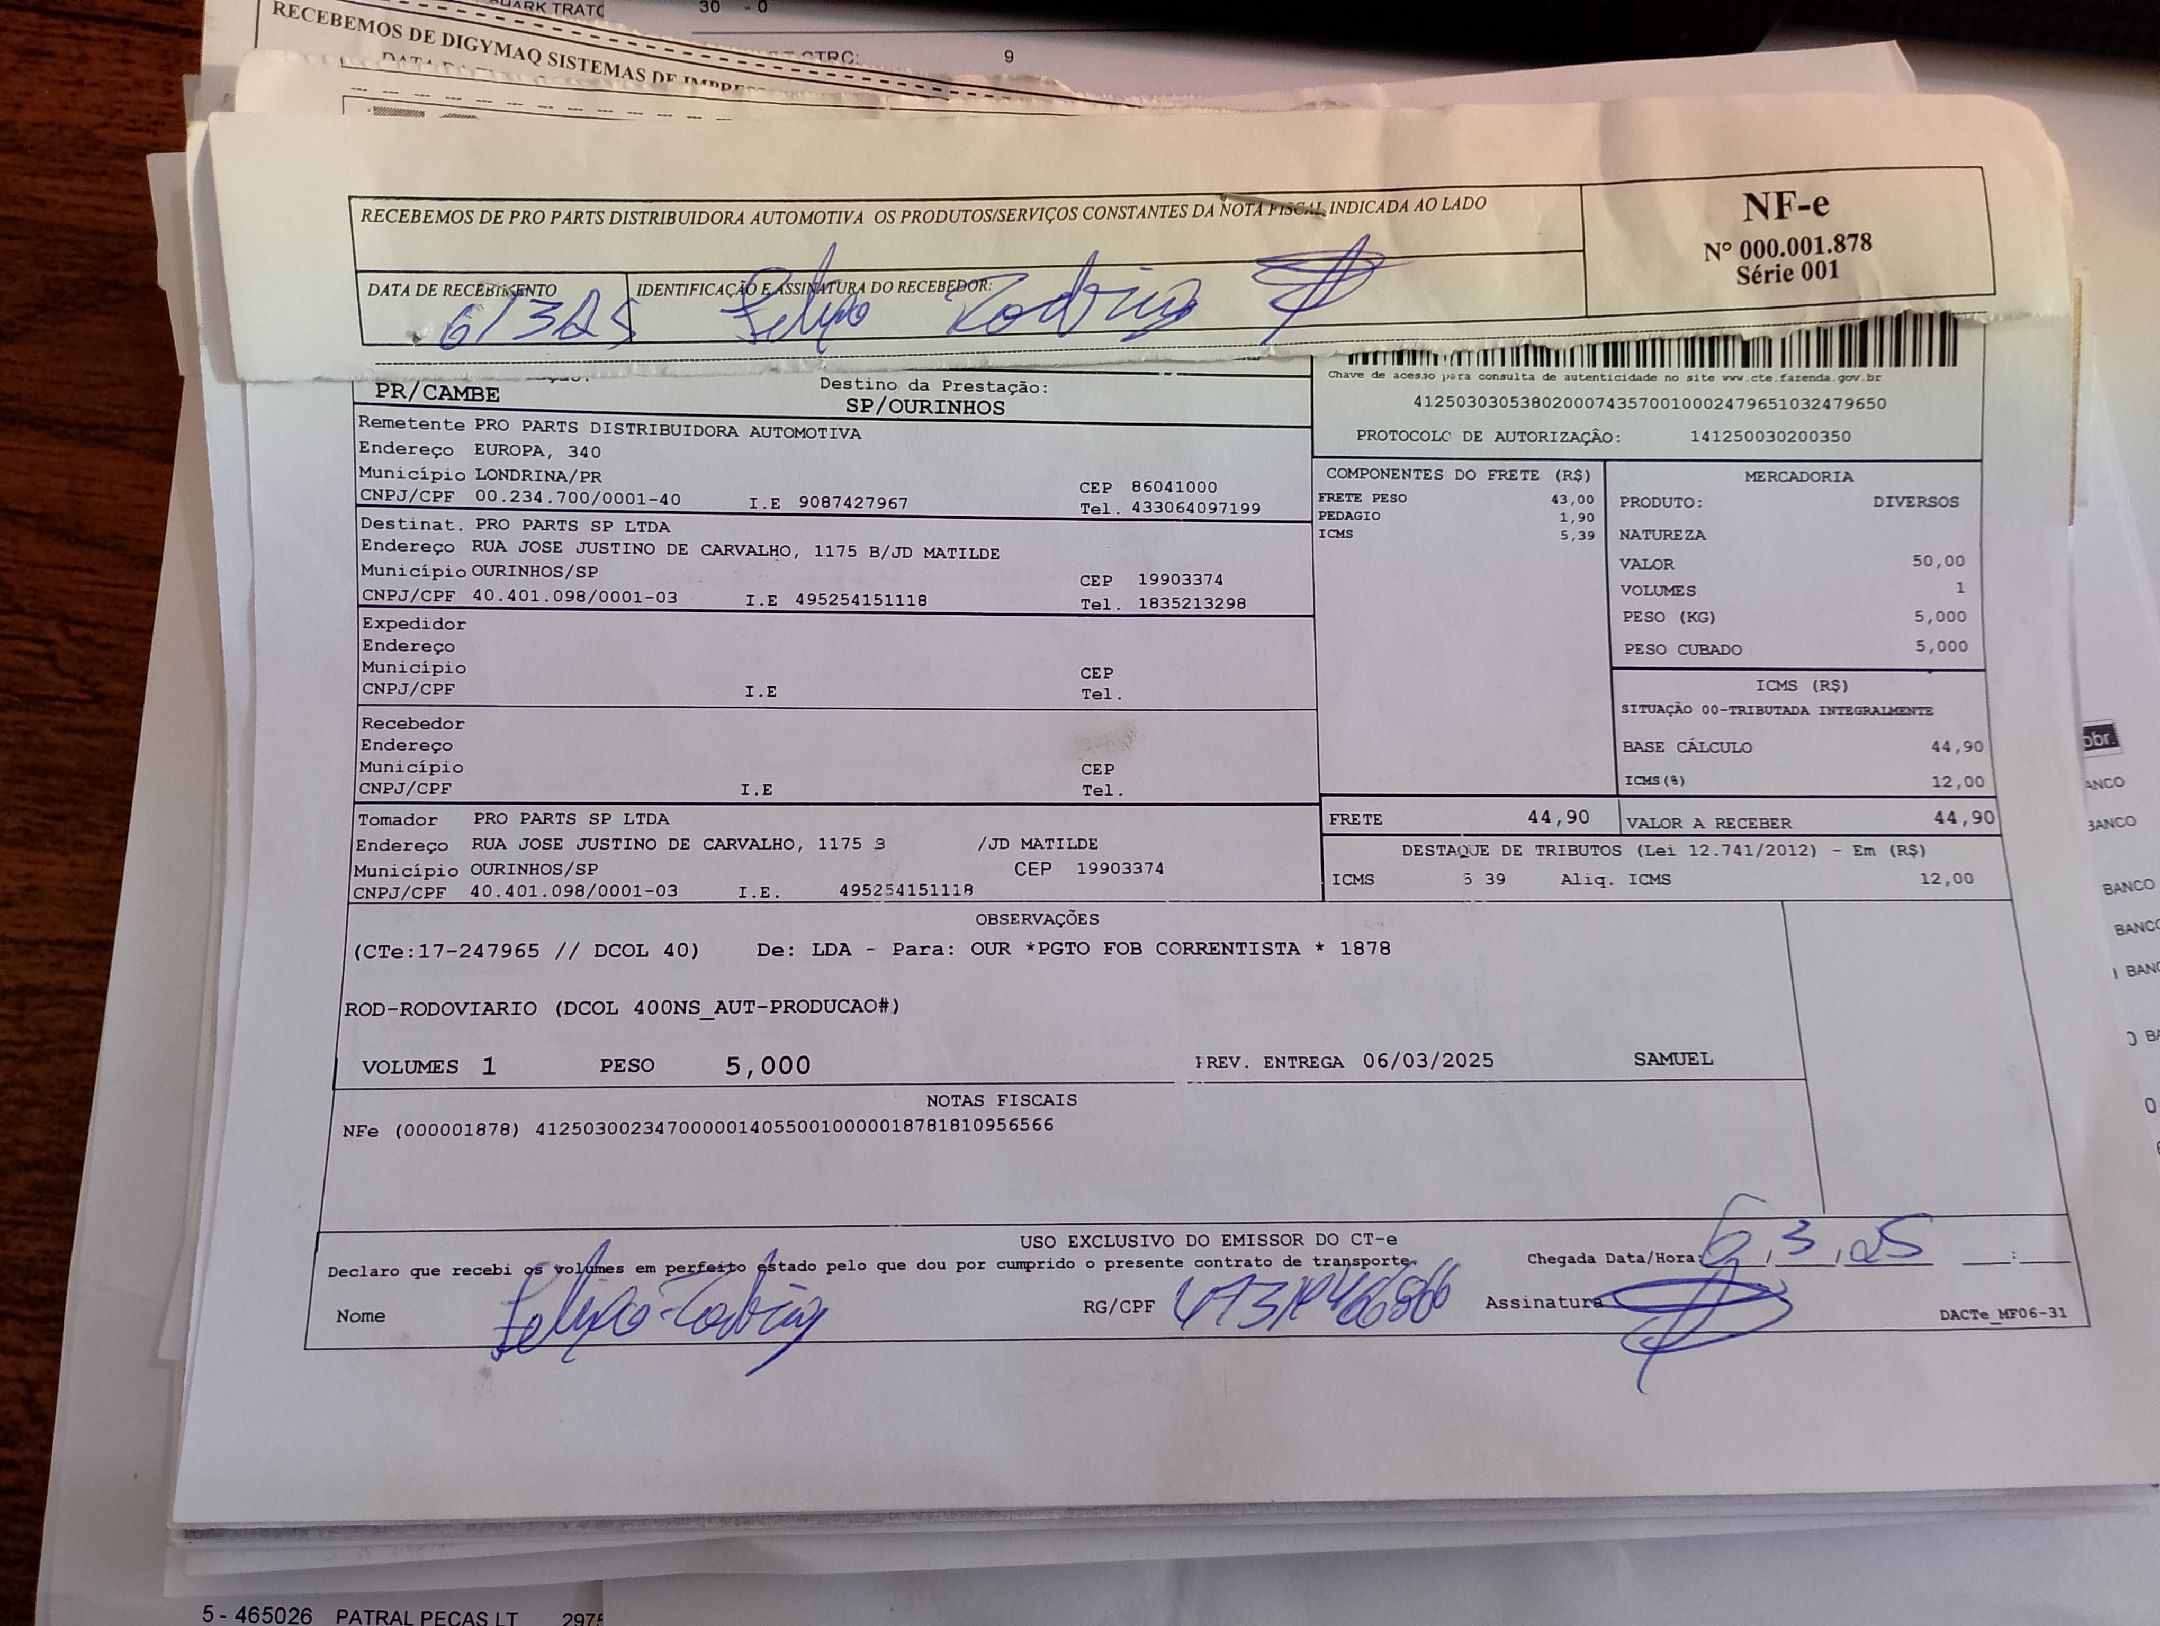 30 - 0
RECEBEMOS DE DIGYMAQ SISTEMAS DE
9
RECEBEMOS DE PRO PARTS DISTRIBUIDORA AUTOMOTIVA OS PRODUTOS/SERVIÇOS CONSTANTES DA NOTA FISCAL INDICADA AO LADO
NF-e
Nº 000.001.878
Série 001
DATA DE RECEBIMENTO
IDENTIFICAÇÃO E ASSINATURA DO RECEBEDOR:
6/3/25 Felipe Rodrig
PR/CAMBE
Destino da Prestação:
SP/OURINHOS
Chave de acesso para consulta de autenticidade no site www.cte.fazenda.gov.br
41250303053802000743570010002479651032479650
PROTOCOLO DE AUTORIZAÇÃO: 141250030200350
Remetente PRO PARTS DISTRIBUIDORA AUTOMOTIVA
Endereço EUROPA, 340
Município LONDRINA/PR
CEP 86041000
CNPJ/CPF 00.234.700/0001-40 I.E 9087427967 Tel. 433064097199
Destinat. PRO PARTS SP LTDA
Endereço RUA JOSE JUSTINO DE CARVALHO, 1175 B/JD MATILDE
Município OURINHOS/SP CEP 19903374
CNPJ/CPF 40.401.098/0001-03 I.E 495254151118 Tel. 1835213298
Expedidor
Endereço
Município CEP
CNPJ/CPF I.E Tel.
Recebedor
Endereço
Município CEP
CNPJ/CPF I.E Tel.
Tomador PRO PARTS SP LTDA
Endereço RUA JOSE JUSTINO DE CARVALHO, 1175 B /JD MATILDE
Município OURINHOS/SP CEP 19903374
CNPJ/CPF 40.401.098/0001-03 I.E. 495254151118
COMPONENTES DO FRETE (R$)
FRETE PESO 43,00
PEDAGIO 1,90
ICMS 5,39
MERCADORIA
PRODUTO: DIVERSOS
NATUREZA
VALOR 50,00
VOLUMES 1
PESO (KG) 5,000
PESO CUBADO 5,000
ICMS (R$)
SITUAÇÃO 00-TRIBUTADA INTEGRALMENTE
BASE CÁLCULO 44,90
ICMS(%) 12,00
FRETE 44,90 VALOR A RECEBER 44,90
DESTAQUE DE TRIBUTOS (Lei 12.741/2012) - Em (R$)
ICMS 5 39 Aliq. ICMS 12,00
OBSERVAÇÕES
(CTe:17-247965 // DCOL 40) De: LDA - Para: OUR *PGTO FOB CORRENTISTA * 1878
ROD-RODOVIARIO (DCOL 400NS_AUT-PRODUCAO#)
VOLUMES 1 PESO 5,000 PREV. ENTREGA 06/03/2025 SAMUEL
NOTAS FISCAIS
NFe (000001878) 41250300234700000140550010000018781810956566
USO EXCLUSIVO DO EMISSOR DO CT-e
Declaro que recebi os volumes em perfeito estado pelo que dou por cumprido o presente contrato de transporte.
Chegada Data/Hora: 6, 3, 25 :
Nome Felipe Rodrig RG/CPF Assinatura
DACTe_MF06-31
obr.
BANCO
BANCO
BANCO
5 - 465026 PATRAL PECAS LT